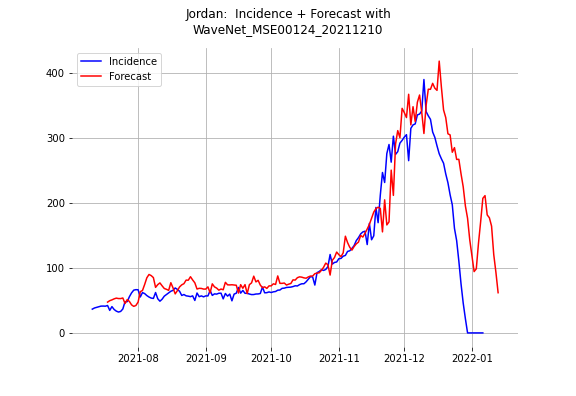 Jordan:  Incidence + Forecast with
WaveNet_MSE00124_20211210
Incidence
Forecast
400
300
200
100
0
2021-08
2021-09
2021-10
2021-11
2021-12
2022-01